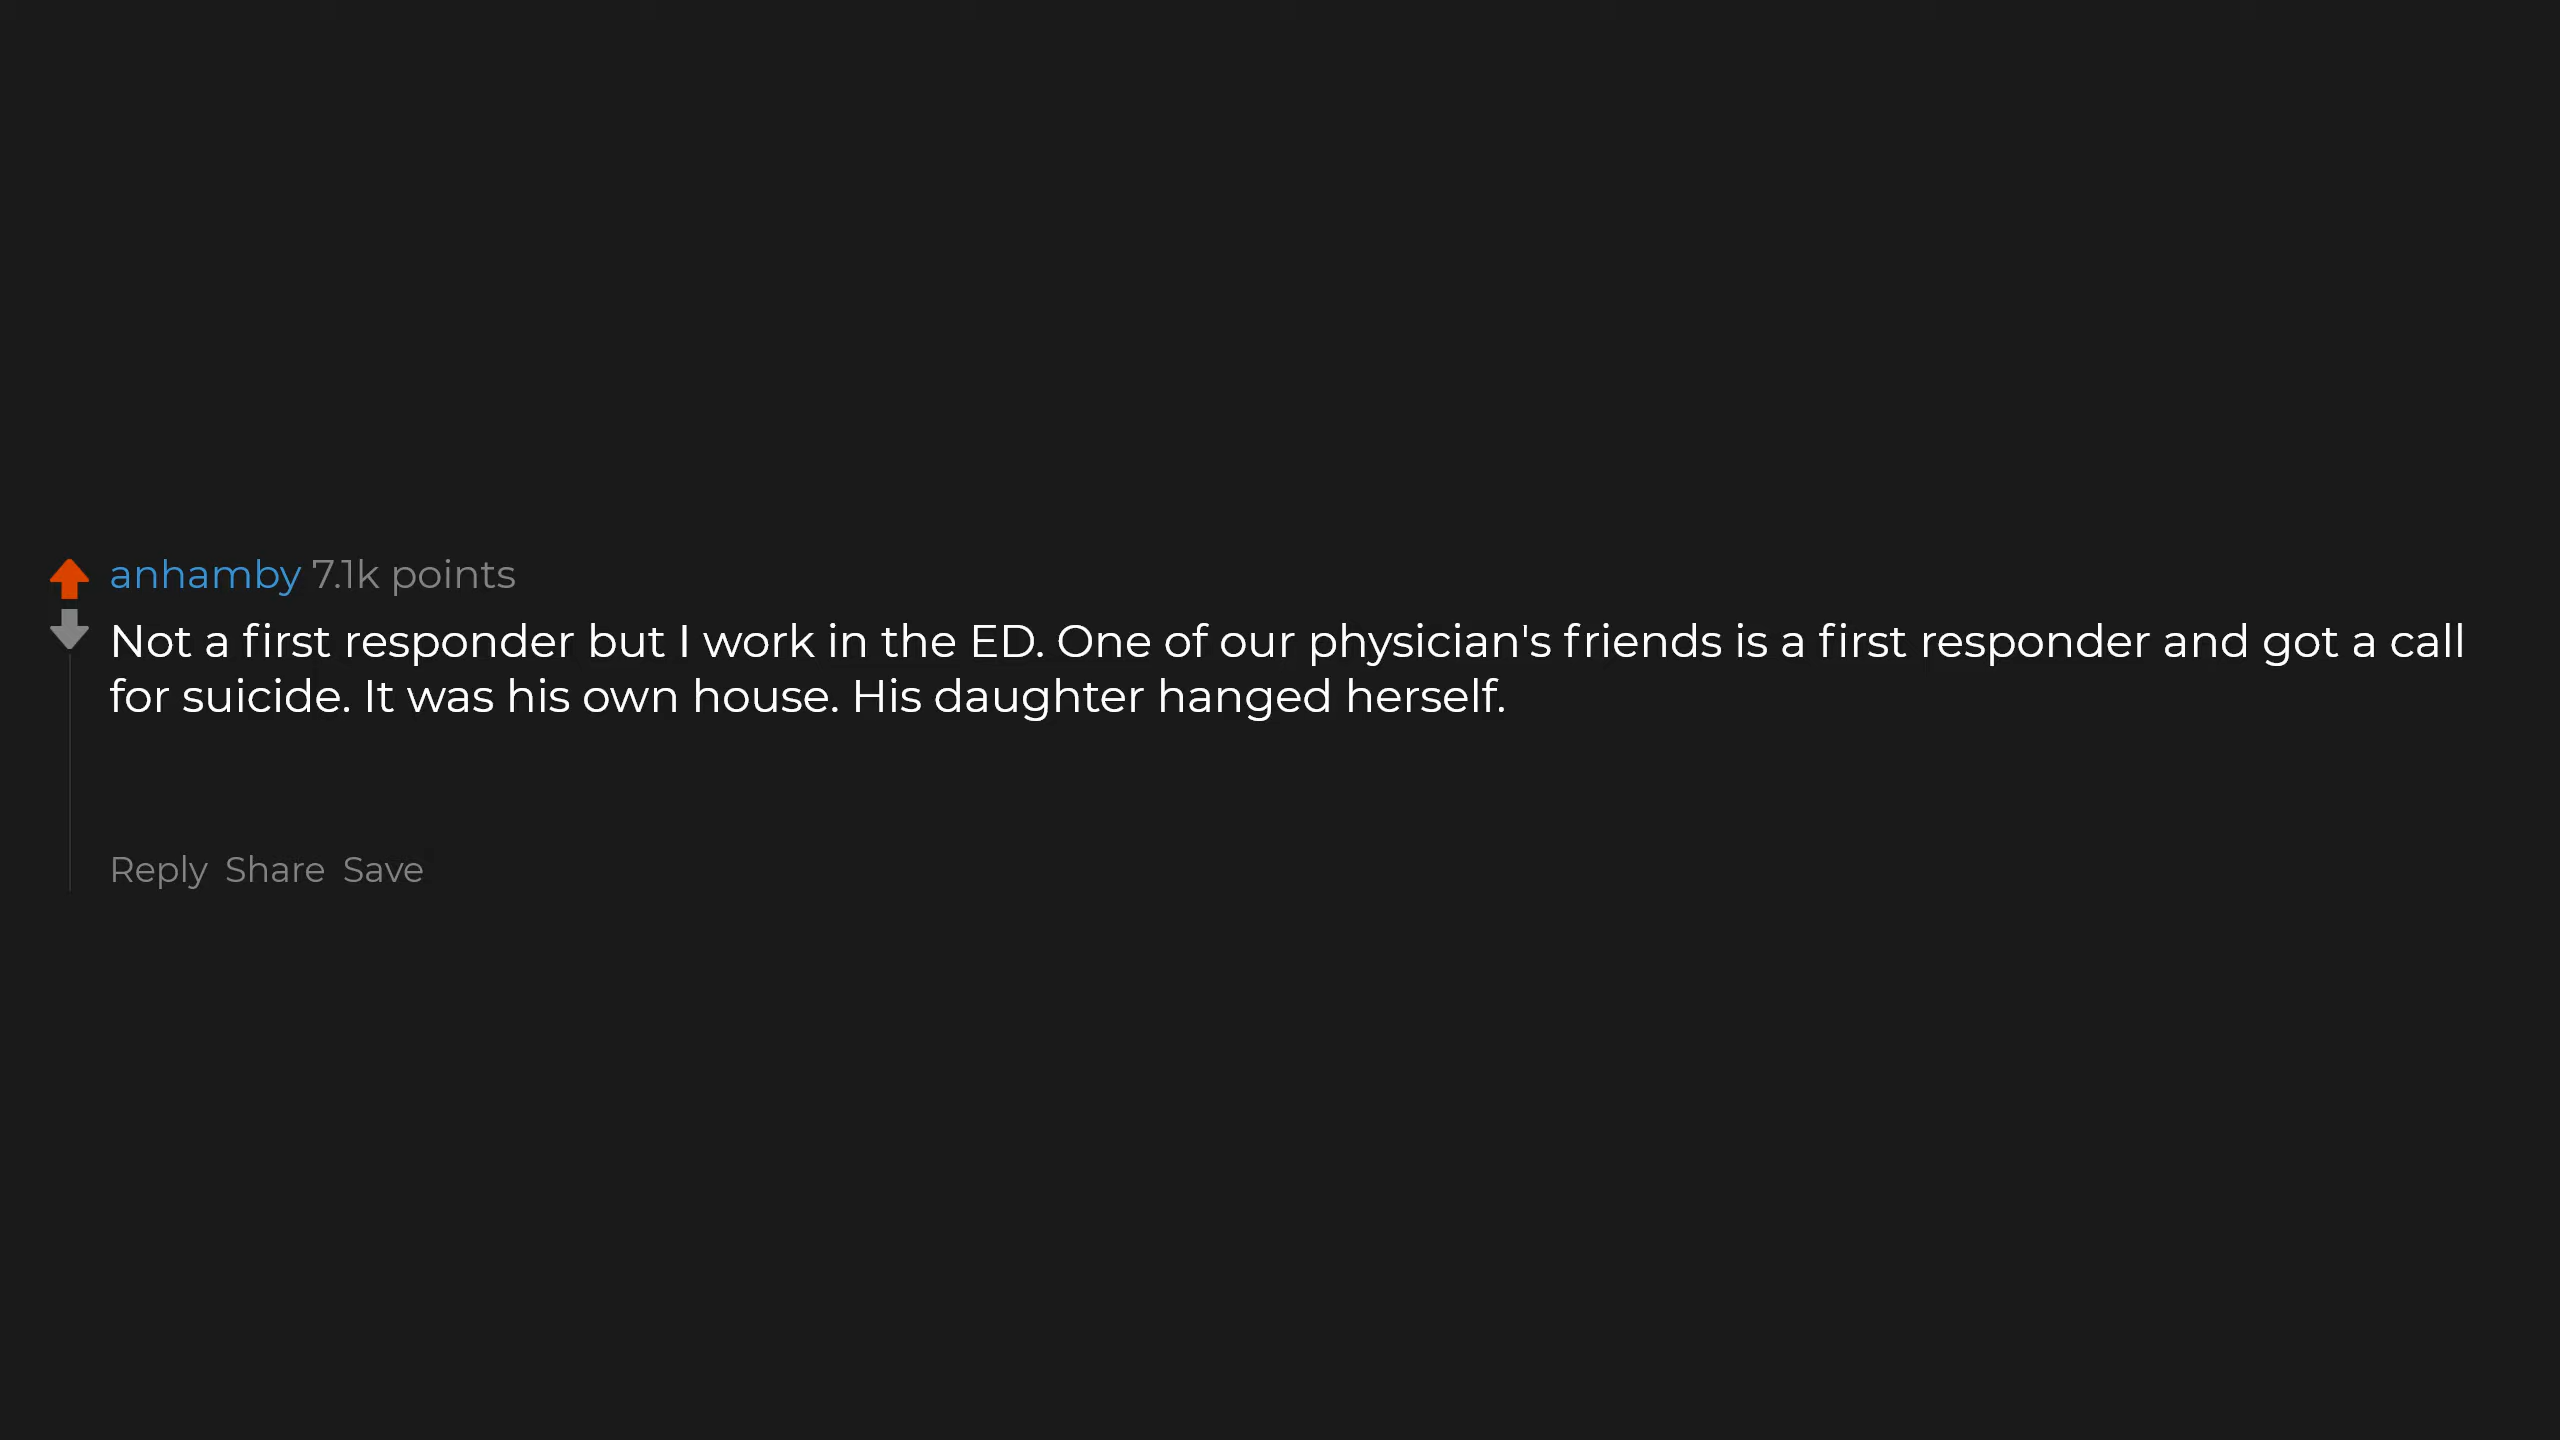 anhamby 7.1k points
Not a first responder but I work in the ED. One of our physician's friends is a first responder and got a call
for suicide. It was his own house. His daughter hanged herself.
Reply Share Save